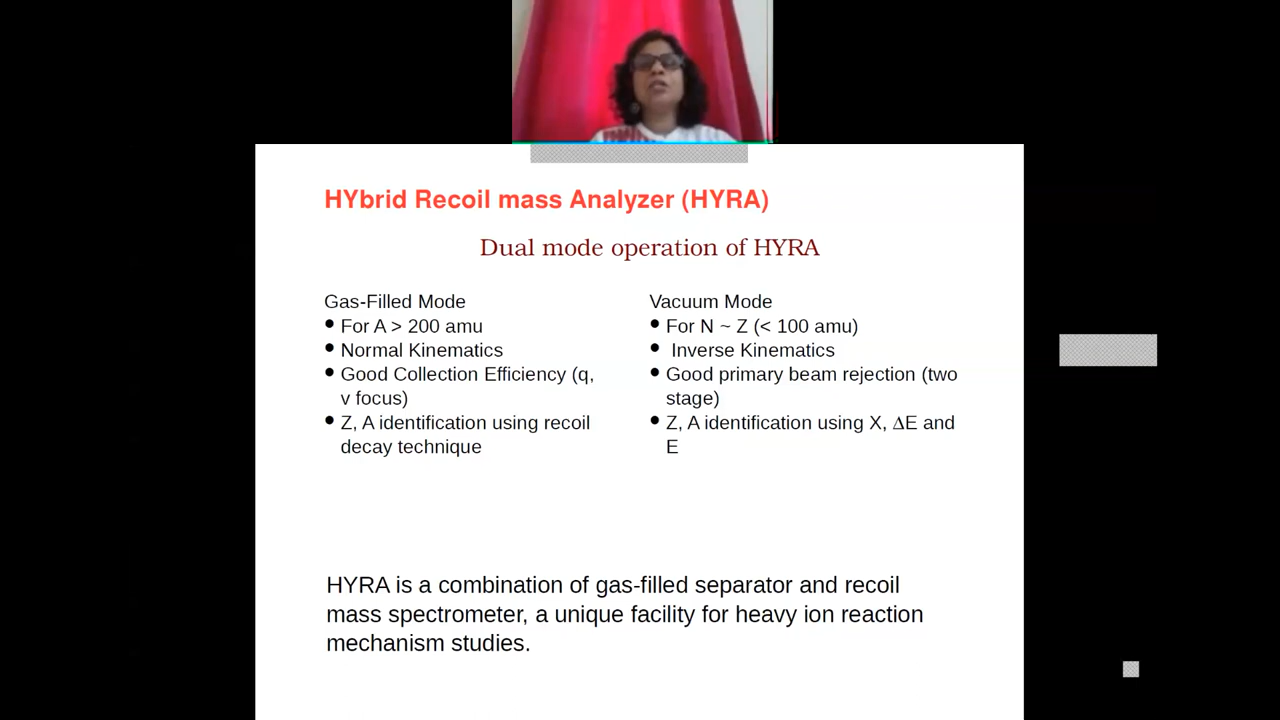 HYbrid Recoil mass Analyzer (HYRA)
Dual mode operation of HYRA
Gas-Filled Mode
• For A > 200 amu
• Normal Kinematics
• Good Collection Efficiency (q,
v focus)
• Z, A identification using recoil
decay technique
Vacuum Mode
• For N ~ Z (< 100 amu)
• Inverse Kinematics
• Good primary beam rejection (two
stage)
• Z, A identification using X, ΔE and
E
HYRA is a combination of gas-filled separator and recoil
mass spectrometer, a unique facility for heavy ion reaction
mechanism studies.